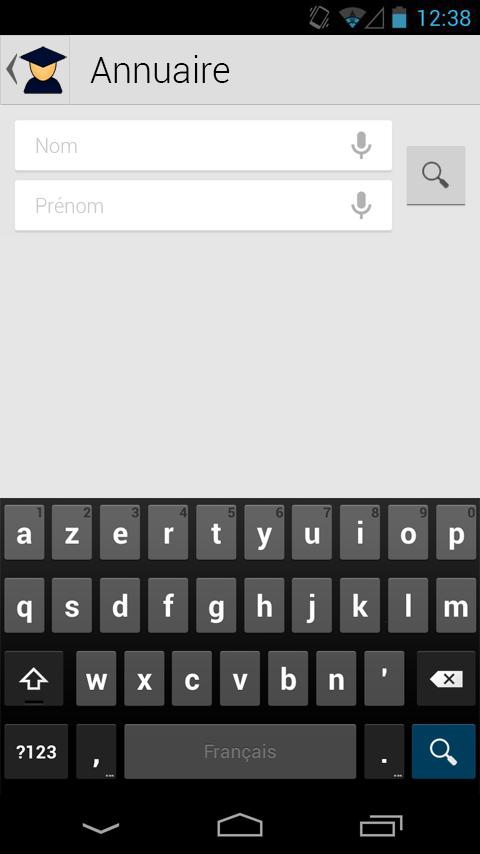 12:38
Annuaire
Nom
Prénom
1 2 3 4 5 6 7 8 9 0
a z e r t y u i o p
q s d f g h j k l m
w x c v b n '
?123 , ... Français . ...